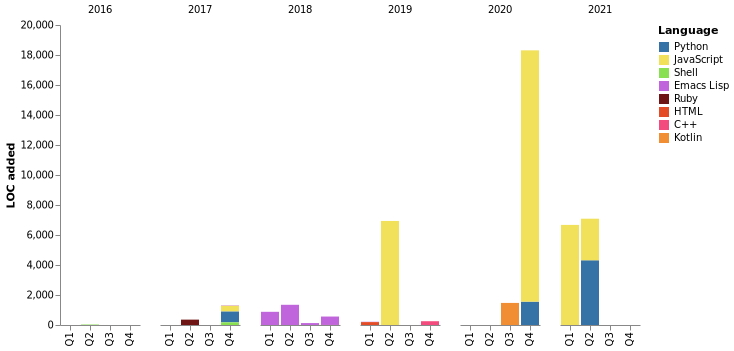 2016 2017 2018 2019 2020 2021
20,000
18,000
16,000
14,000
12,000
10,000
8,000
6,000
4,000
2,000
0
LOC added
Q1 Q2 Q3 Q4 Q1 Q2 Q3 Q4 Q1 Q2 Q3 Q4 Q1 Q2 Q3 Q4 Q1 Q2 Q3 Q4 Q1 Q2 Q3 Q4
Language
Python
JavaScript
Shell
Emacs Lisp
Ruby
HTML
C++
Kotlin